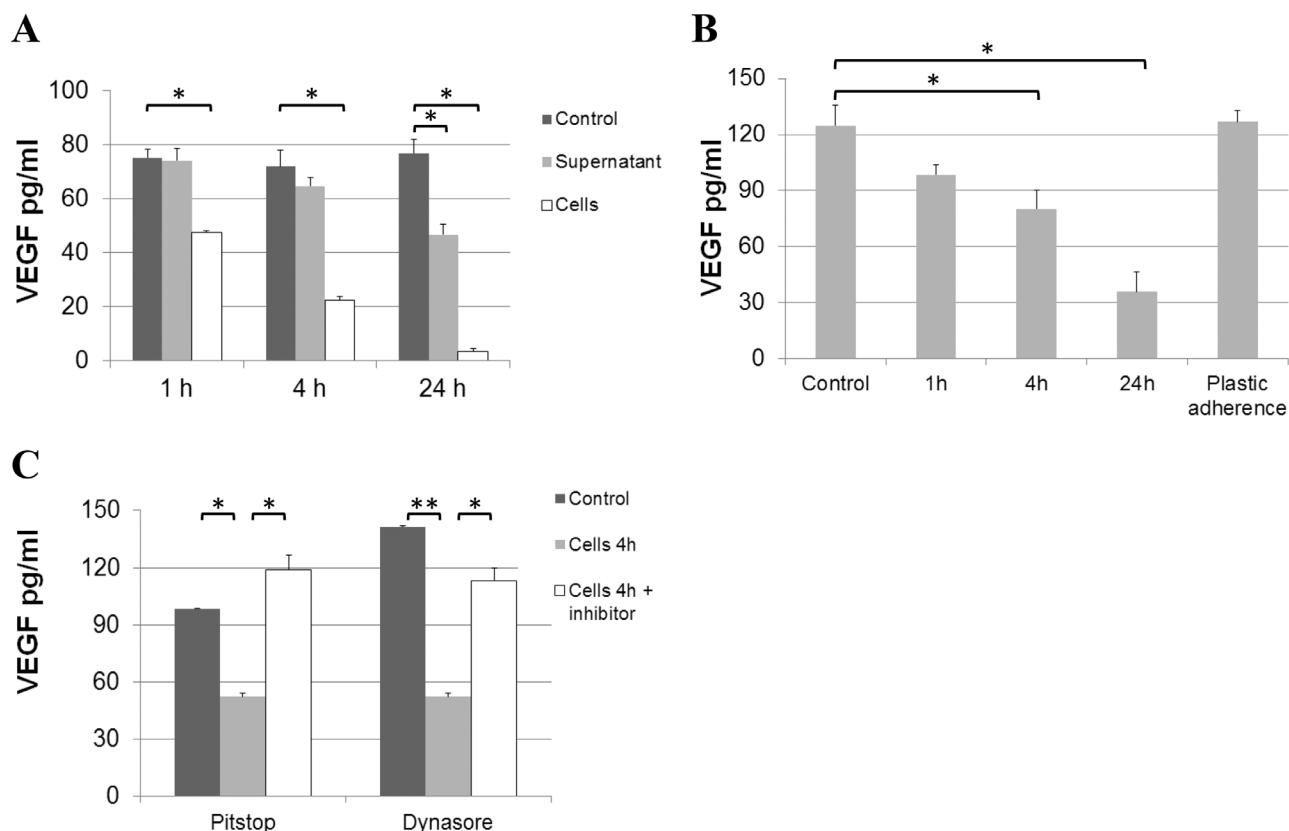 A
VEGF pg/ml
100
80
60
40
20
0
* * * *
1 h 4 h 24 h
Control
Supernatant
Cells
B
VEGF pg/ml
150
120
90
60
30
0
*
*
Control 1h 4h 24h Plastic
adherence
C
VEGF pg/ml
150
120
90
60
30
0
* * ** *
Pitstop Dynasore
Control
Cells 4h
Cells 4h +
inhibitor